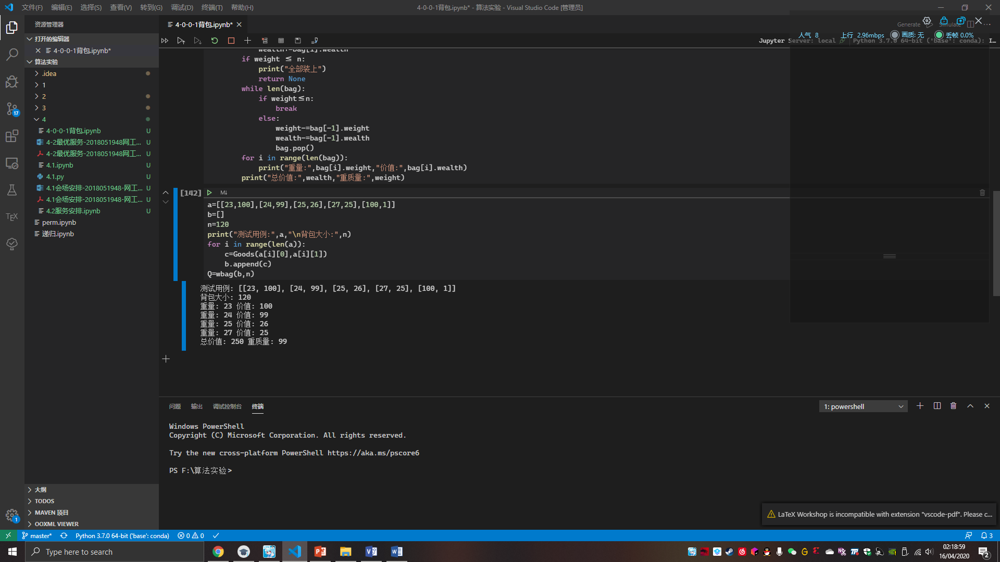 文件(F) 编辑(E) 选择(S) 查看(V) 转到(G) 调试(D) 终端(T) 帮助(H)
4-0-0-1背包.ipynb* - 算法实验 - Visual Studio Code [管理员]
资源管理器
打开的编辑器
4-0-0-1背包.ipynb*
算法实验
.idea
1
2
3
4
4-0-0-1背包.ipynb U
4-2最优服务-2018051948网工... U
4-2最优服务-2018051948网工... U
4.1.ipynb U
4.1.py U
4.1会场安排-2018051948-网工... U
4.1会场安排-2018051948-网工... U
4.2服务安排.ipynb U
perm.ipynb
递归.ipynb
大纲
TODOS
MAVEN 项目
OOXML VIEWER
17
TEX
1
4-0-0-1背包.ipynb*
Generate Simulate
人气 8 上行 2.96mbps 画质: 无 丢帧 0.0%
Jupyter Server: local Python 3.7.0 64-bit ('base': conda): I...
wealth+=bag[i].wealth
if weight <= n:
print("全部装上")
return None
while len(bag):
if weight<=n:
break
else:
weight-=bag[-1].weight
wealth-=bag[-1].wealth
bag.pop()
for i in range(len(bag)):
print("重量:",bag[i].weight,"价值:",bag[i].wealth)
print("总价值:",wealth,"重质量:",weight)
[142] M↓
a=[[23,100],[24,99],[25,26],[27,25],[100,1]]
b=[]
n=120
print("测试用例:",a,"\n背包大小:",n)
for i in range(len(a)):
c=Goods(a[i][0],a[i][1])
b.append(c)
Q=wbag(b,n)
测试用例: [[23, 100], [24, 99], [25, 26], [27, 25], [100, 1]]
背包大小: 120
重量: 23 价值: 100
重量: 24 价值: 99
重量: 25 价值: 26
重量: 27 价值: 25
总价值: 250 重质量: 99
问题 输出 调试控制台 终端
1: powershell
Windows PowerShell
Copyright (C) Microsoft Corporation. All rights reserved.
Try the new cross-platform PowerShell https://aka.ms/pscore6
PS F:\算法实验>
LaTeX Workshop is incompatible with extension "vscode-pdf". Please c...
master* Python 3.7.0 64-bit ('base': conda) 0 0 3
Type here to search
02:18:59
16/04/2020
2